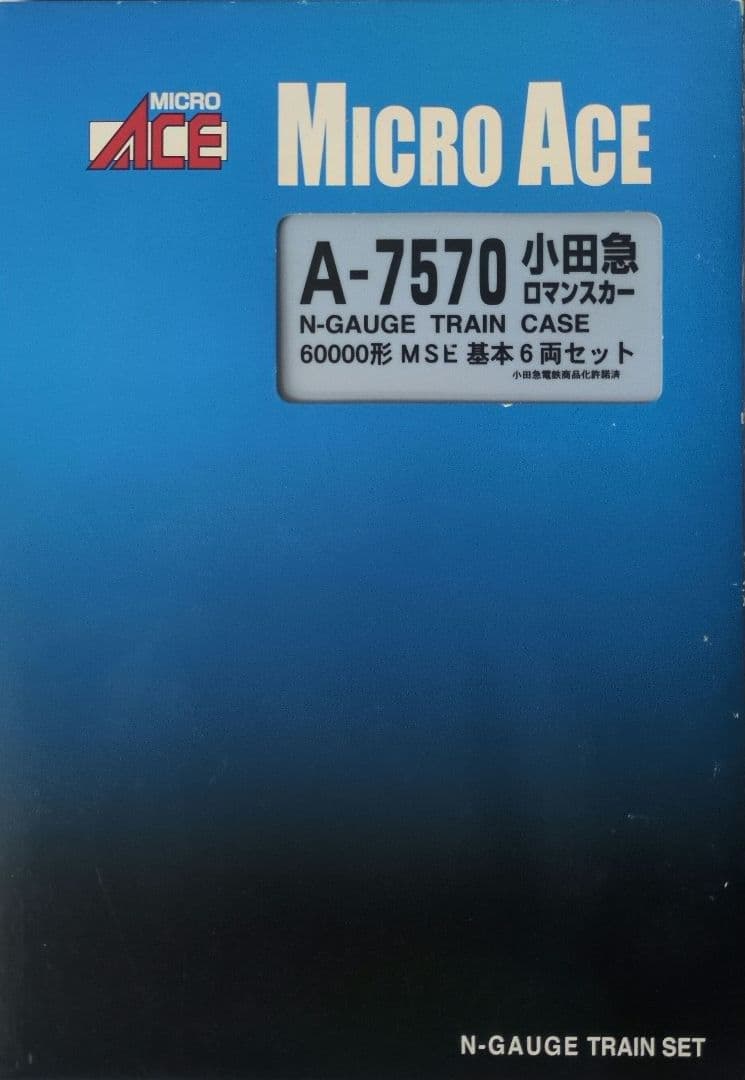 MICRO
ACE
MICRO ACE
A-7570 小田急
ロマンスカー
N-GAUGE TRAIN CASE
60000形 MSE 基本6両セット
小田急電鉄商品化許諾済
N-GAUGE TRAIN SET